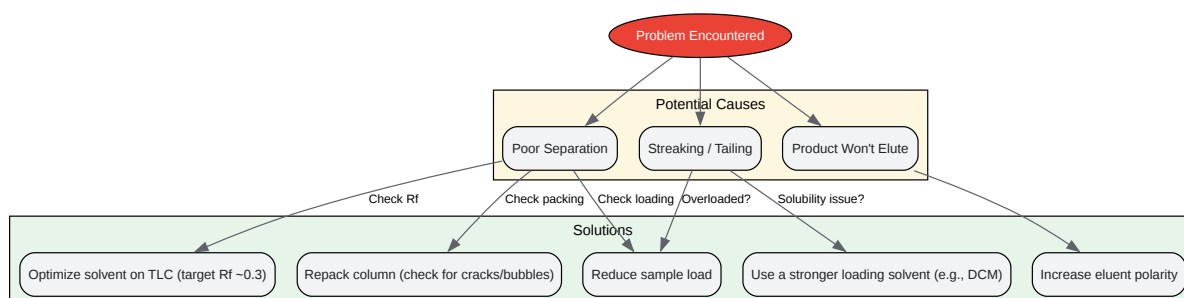 Problem Encountered
Potential Causes
Poor Separation
Streaking / Tailing
Product Won't Elute
Check Rf
Check packing
Check loading
Overloaded?
Solubility issue?
Solutions
Optimize solvent on TLC (target Rf ~0.3)
Repack column (check for cracks/bubbles)
Reduce sample load
Use a stronger loading solvent (e.g., DCM)
Increase eluent polarity